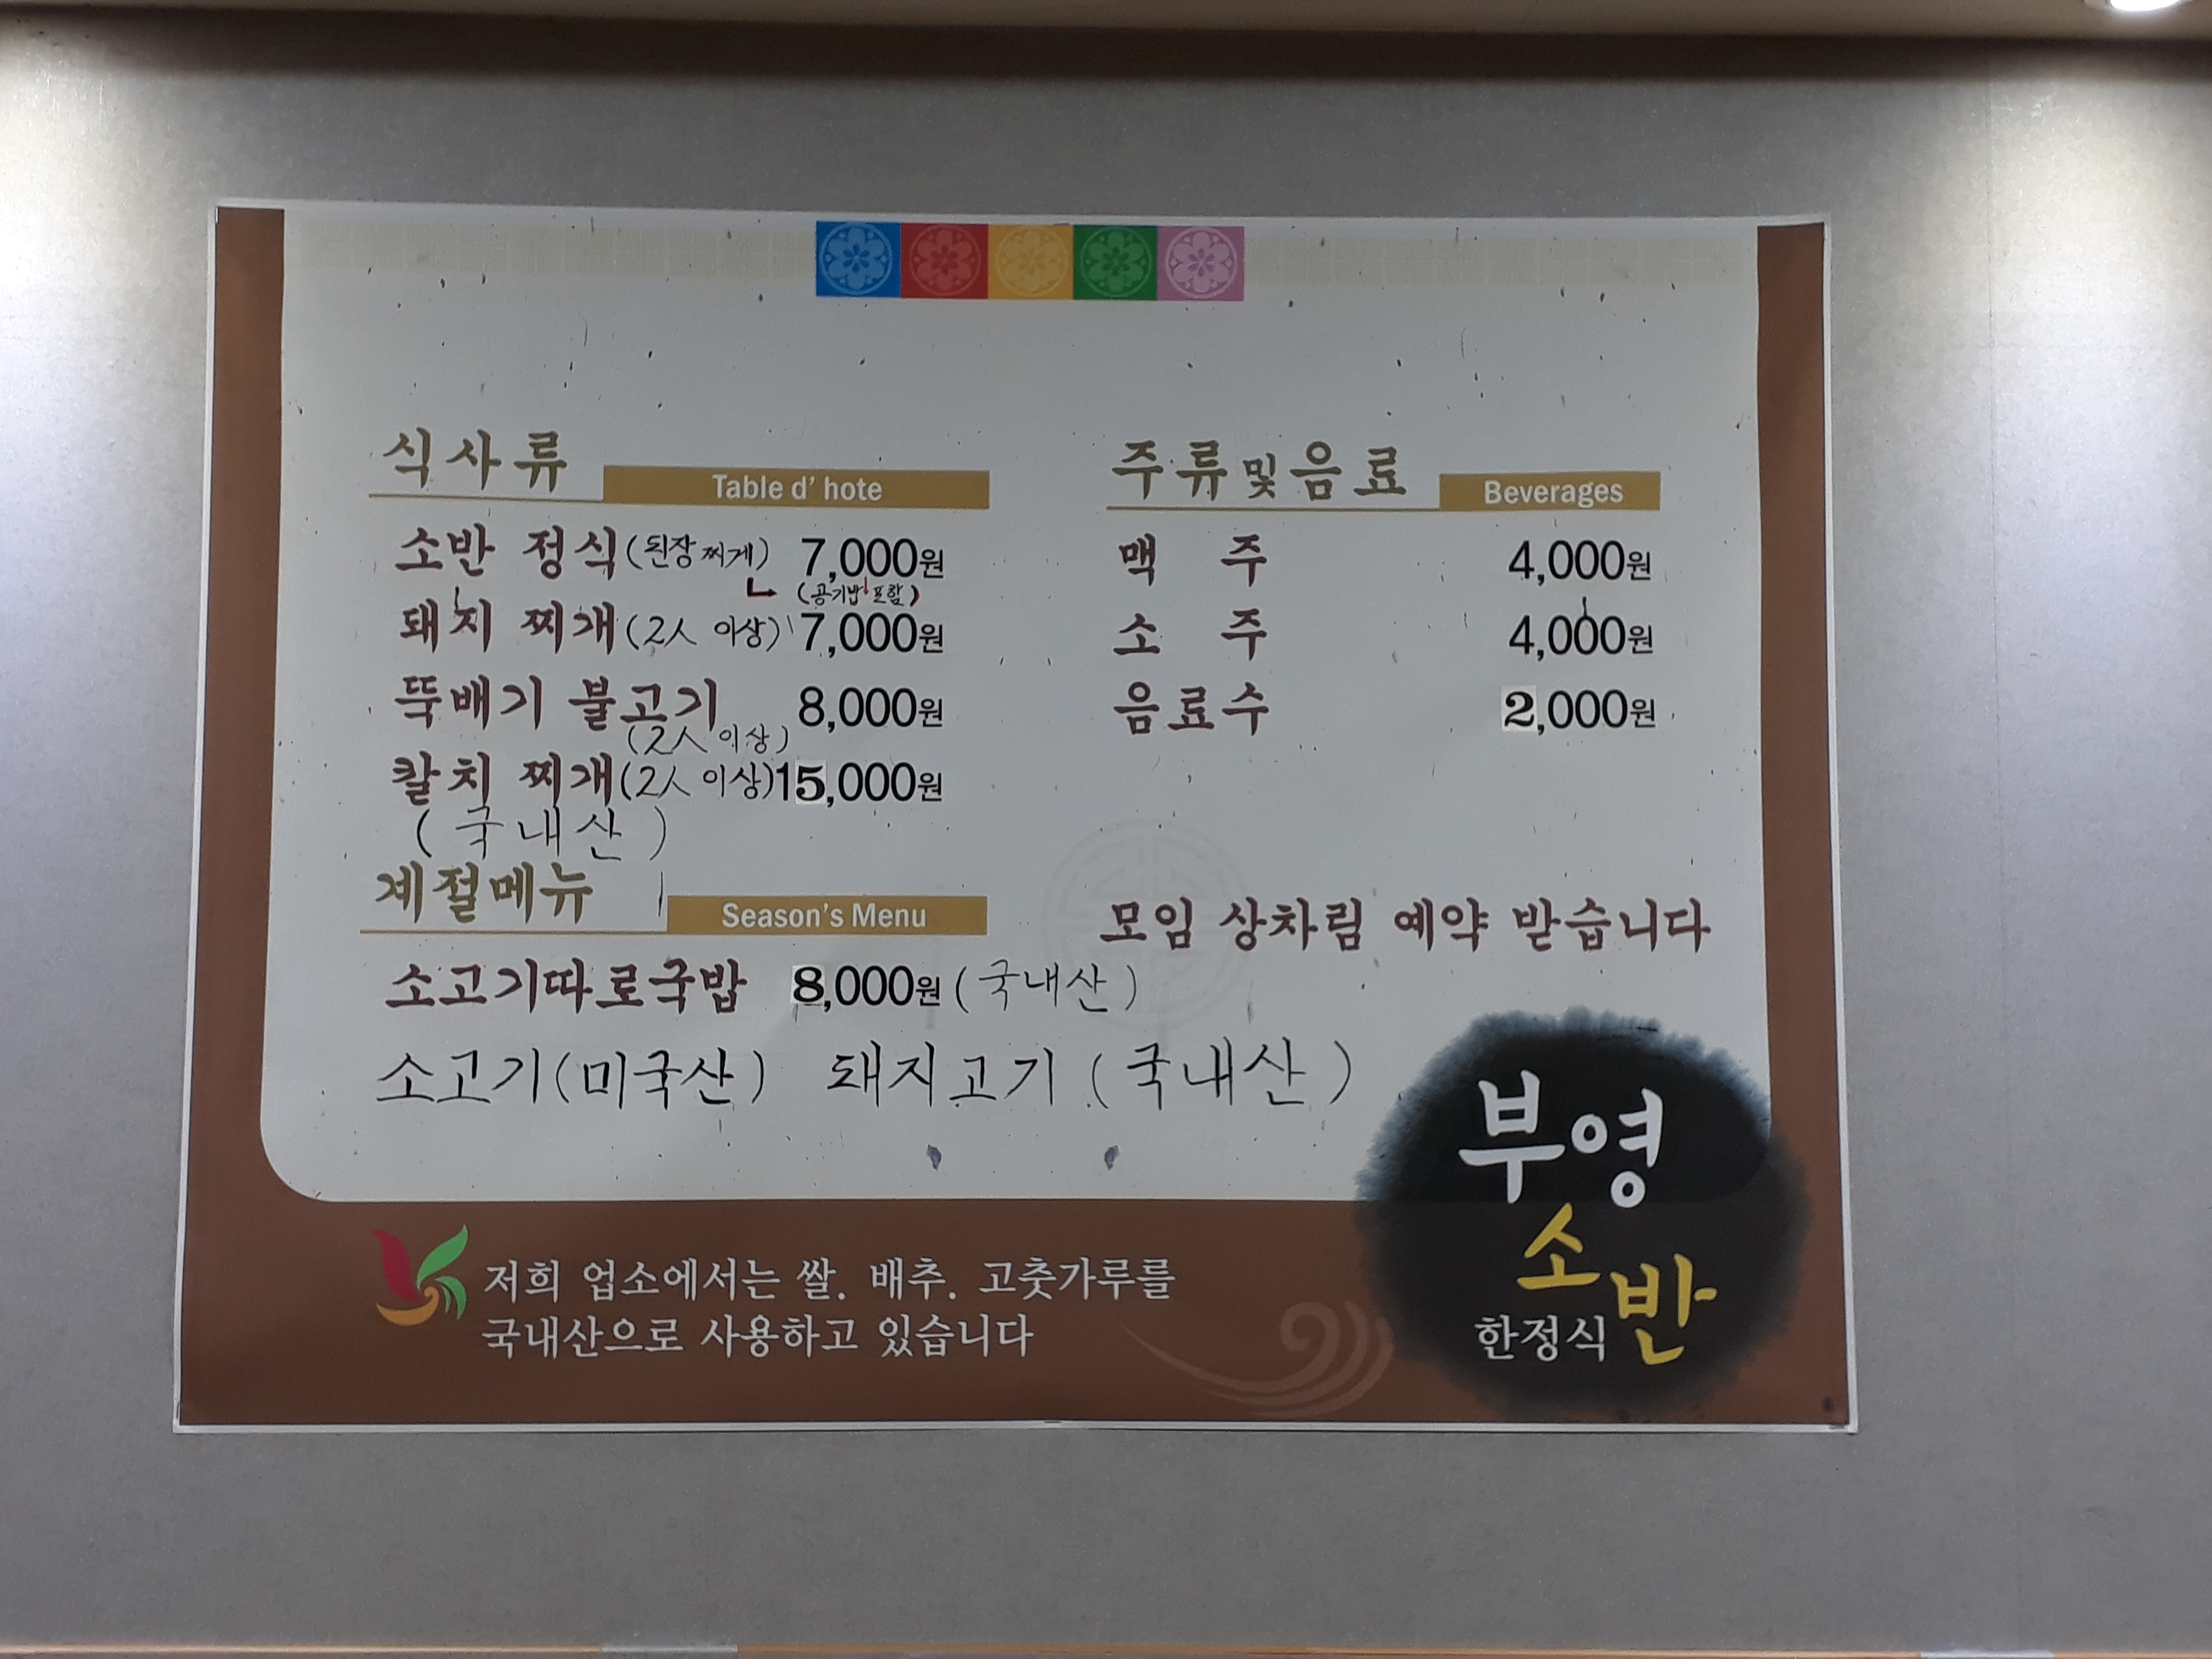 식사류 Table d' hote
소반 정식(된장찌게) 7,000원
(공기밥 포함)
돼지 찌개(2人 이상) 7,000원
뚝배기 불고기 8,000원
(2人 이상)
칼치 찌개(2人 이상)15,000원
(국내산)
계절메뉴 Season's Menu
소고기따로국밥 8,000원(국내산)
소고기(미국산) 돼지고기(국내산)
주류및음료 Beverages
맥 주 4,000원
소 주 4,000원
음료수 2,000원
모임 상차림 예약 받습니다
부영
소반
한정식
저희 업소에서는 쌀. 배추. 고춧가루를
국내산으로 사용하고 있습니다